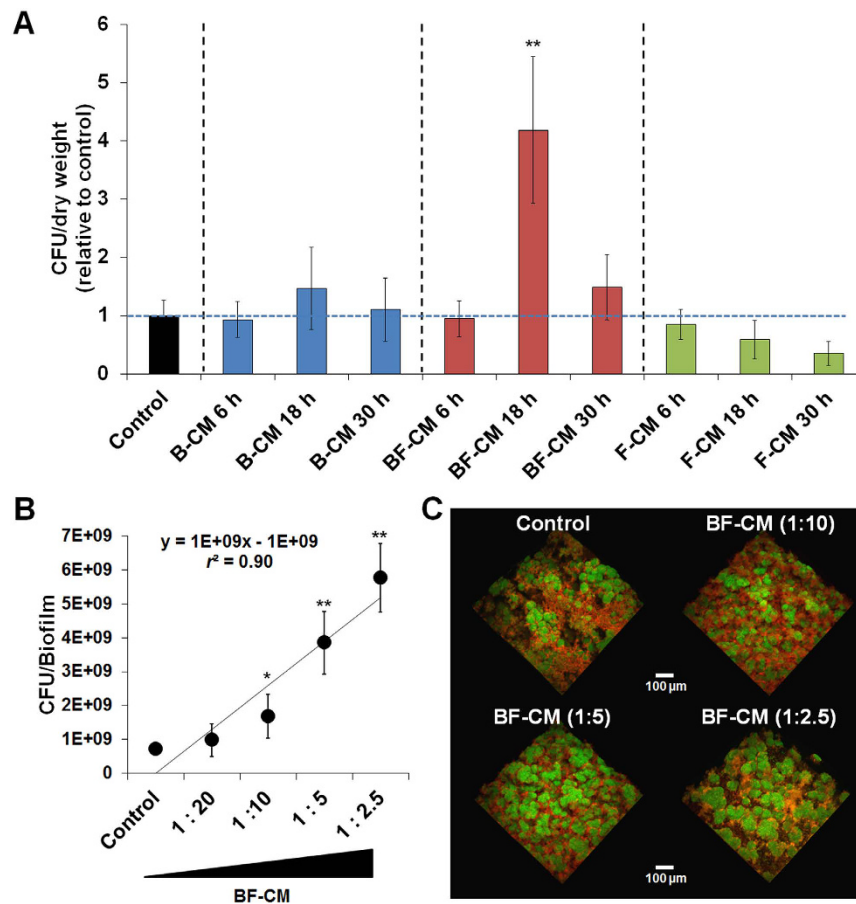 A
CFU/dry weight
(relative to control)
6
5
4
3
2
1
0
**
Control
B-CM 6 h
B-CM 18 h
B-CM 30 h
BF-CM 6 h
BF-CM 18 h
BF-CM 30 h
F-CM 6 h
F-CM 18 h
F-CM 30 h
B
CFU/Biofilm
7E+09
6E+09
5E+09
4E+09
3E+09
2E+09
1E+09
0
y = 1E+09x - 1E+09
r² = 0.90
*
**
**
Control
1 : 20
1 :10
1 : 5
1 : 2.5
BF-CM
C
Control
BF-CM (1:10)
100 µm
BF-CM (1:5)
BF-CM (1:2.5)
100 µm